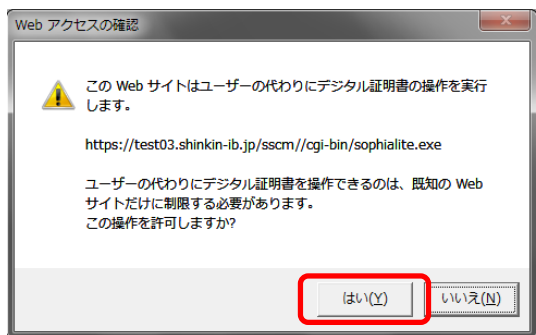 Web アクセスの確認
この Web サイトはユーザーの代わりにデジタル証明書の操作を実行
します。
https://test03.shinkin-ib.jp/sscm//cgi-bin/sophialite.exe
ユーザーの代わりにデジタル証明書を操作できるのは、既知の Web
サイトだけに制限する必要があります。
この操作を許可しますか?
はい(Y) いいえ(N)